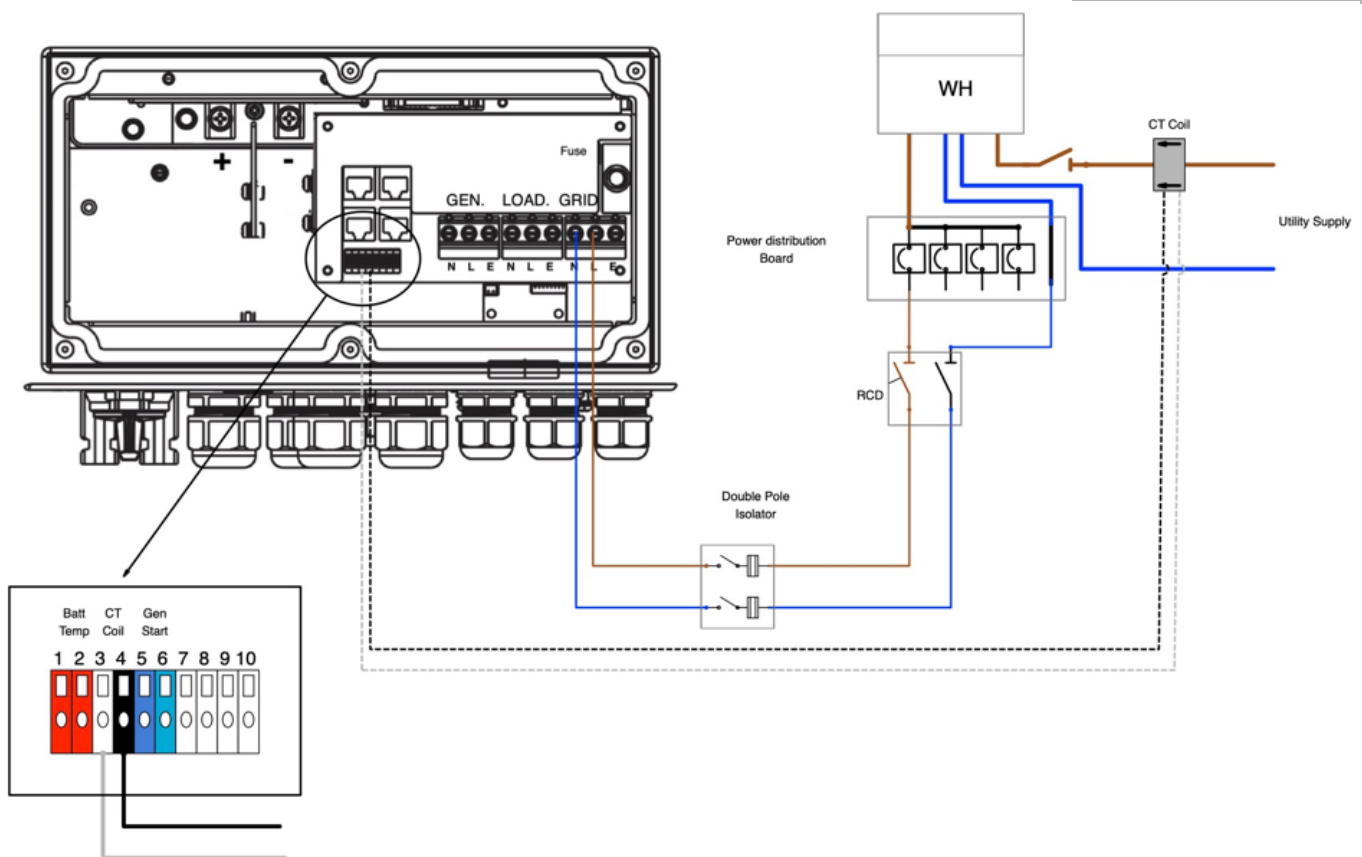 WH
CT Coil
Utility Supply
Power distribution
Board
RCD
Double Pole
Isolator
Fuse
+ -
GEN. LOAD. GRID
N L E N L E N L E
Batt CT Gen
Temp Coil Start
1 2 3 4 5 6 7 8 9 10